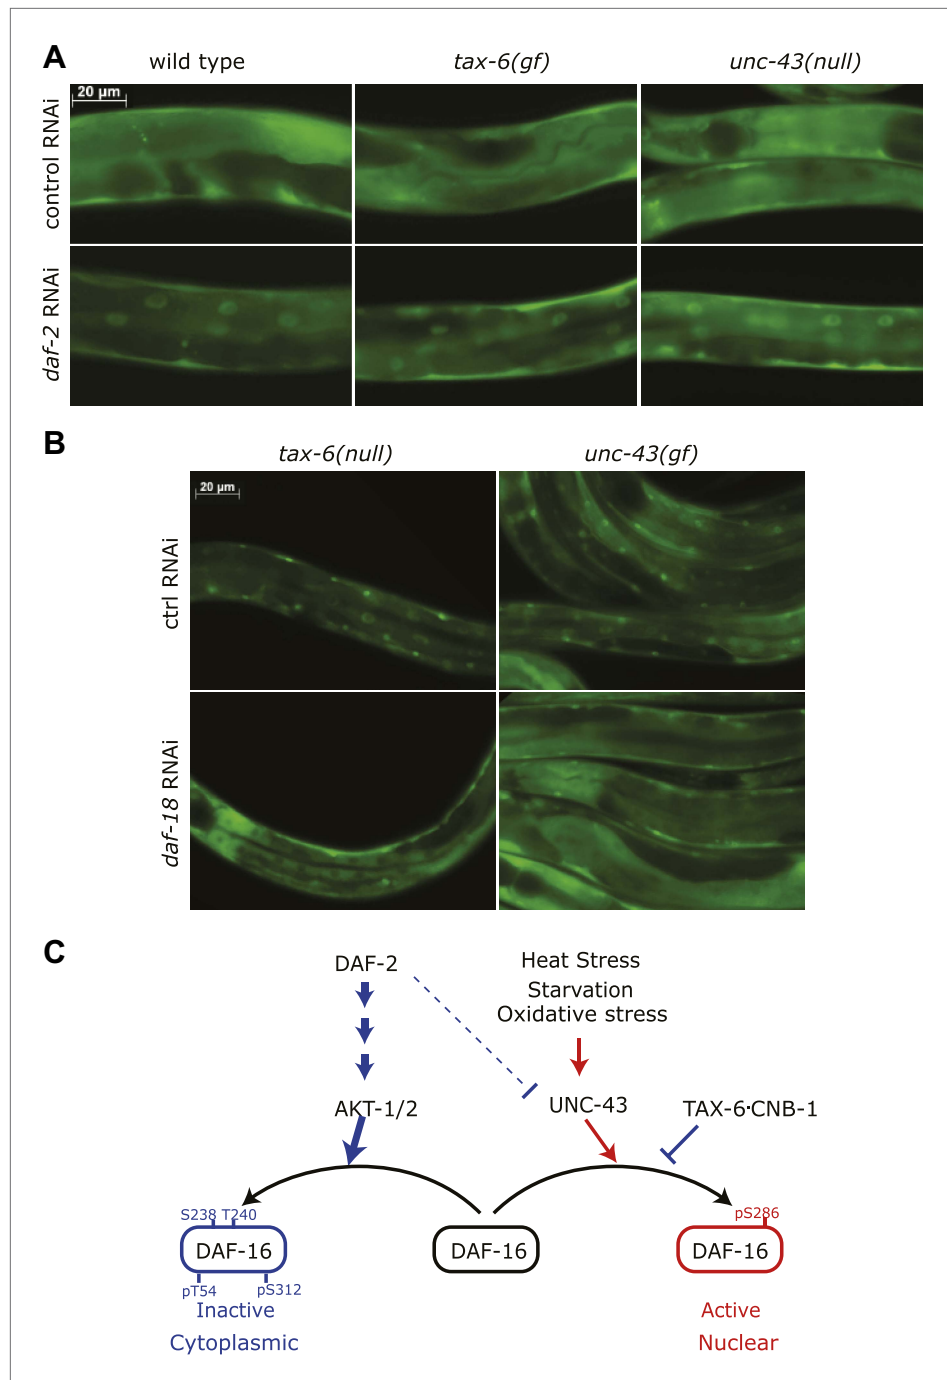 A
wild type
tax-6(gf)
unc-43(null)
20 μm
control RNAi
daf-2 RNAi
B
tax-6(null)
unc-43(gf)
20 μm
ctrl RNAi
daf-18 RNAi
C
DAF-2
Heat Stress
Starvation
Oxidative stress
AKT-1/2
UNC-43
TAX-6·CNB-1
S238 T240
pS286
DAF-16
DAF-16
DAF-16
pT54
pS312
Inactive
Active
Cytoplasmic
Nuclear